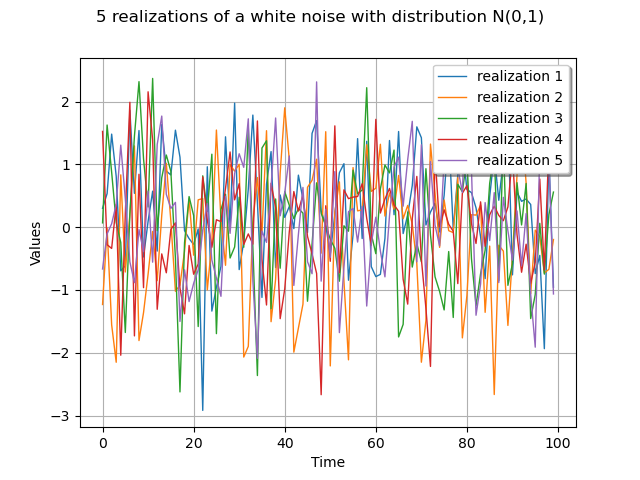 5 realizations of a white noise with distribution N(0,1)
realization 1
realization 2
realization 3
realization 4
realization 5
Values
2
1
0
−1
−2
−3
0
20
40
60
80
100
Time